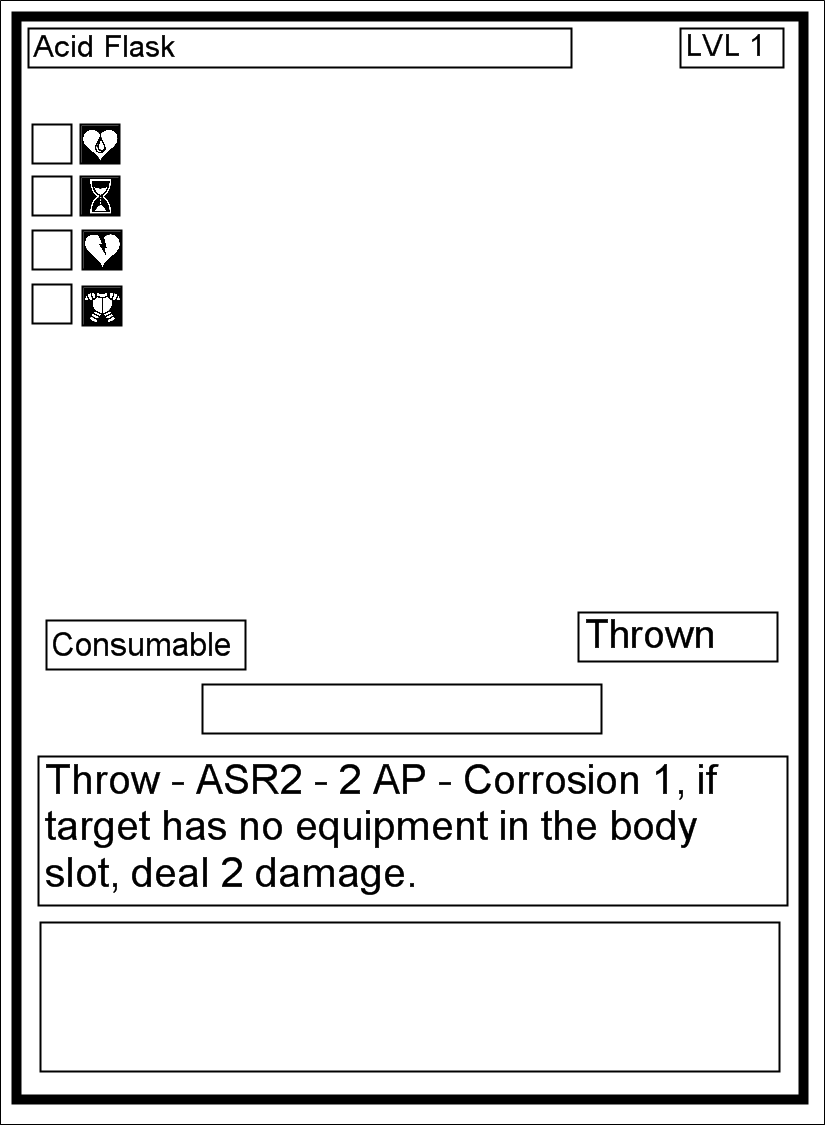 Acid Flask
LVL 1
Consumable
Thrown
Throw - ASR2 - 2 AP - Corrosion 1, if
target has no equipment in the body
slot, deal 2 damage.